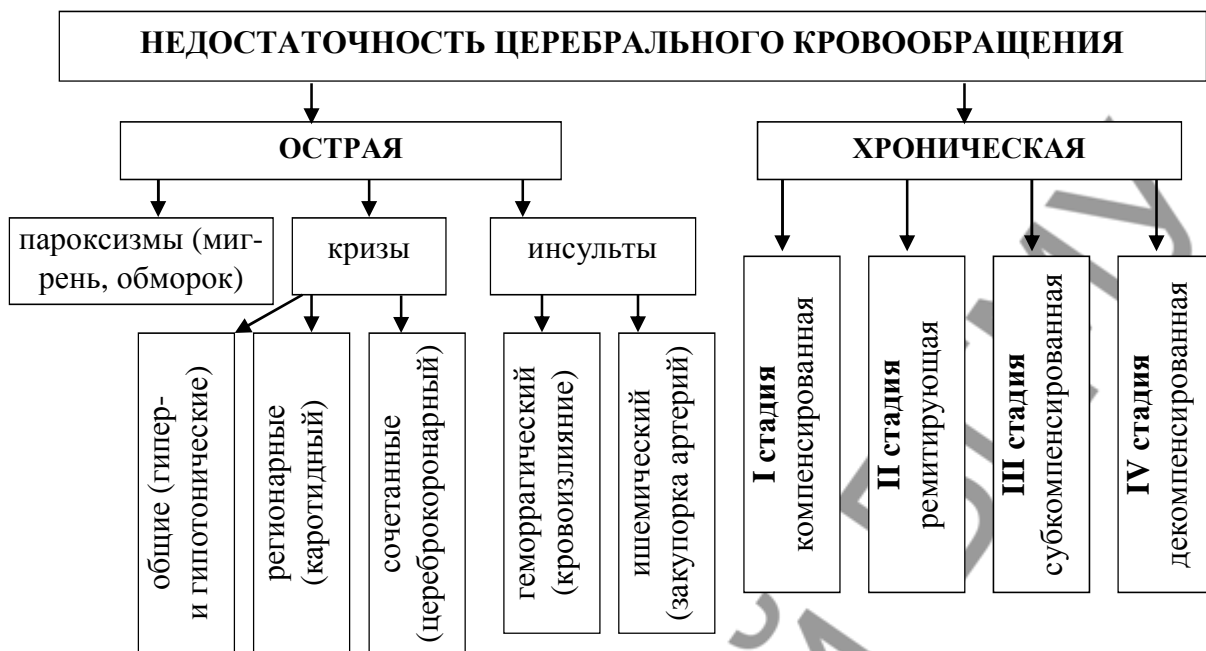 НЕДОСТАТОЧНОСТЬ ЦЕРЕБРАЛЬНОГО КРОВООБРАЩЕНИЯ
ОСТРАЯ
ХРОНИЧЕСКАЯ
пароксизмы (миг-
рень, обморок)
кризы
инсульты
общие (гипер-
и гипотонические)
регионарные
(каротидный)
сочетанные
(цереброкоронарный)
геморрагический
(кровоизлияние)
ишемический
(закупорка артерий)
I стадия
компенсированная
II стадия
ремитирующая
III стадия
субкомпенсированная
IV стадия
декомпенсированная